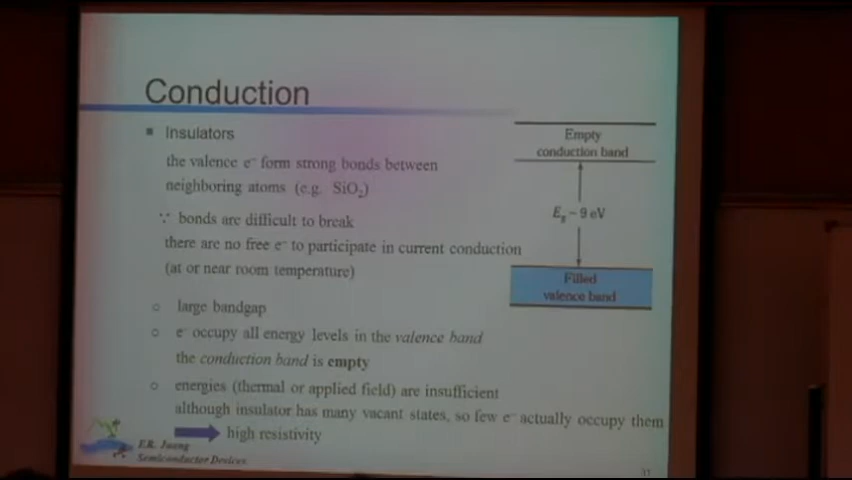 Conduction
Insulators
the valence e⁻ form strong bonds between
neighboring atoms (e.g. SiO₂)
∵ bonds are difficult to break
there are no free e⁻ to participate in current conduction
(at or near room temperature)
large bandgap
e⁻ occupy all energy levels in the valence band
the conduction band is empty
energies (thermal or applied field) are insufficient
although insulator has many vacant states, so few e⁻ actually occupy them
high resistivity
Empty
conduction band
E_g ~ 9 eV
Filled
valence band
F.R. Juang
Semiconductor Devices